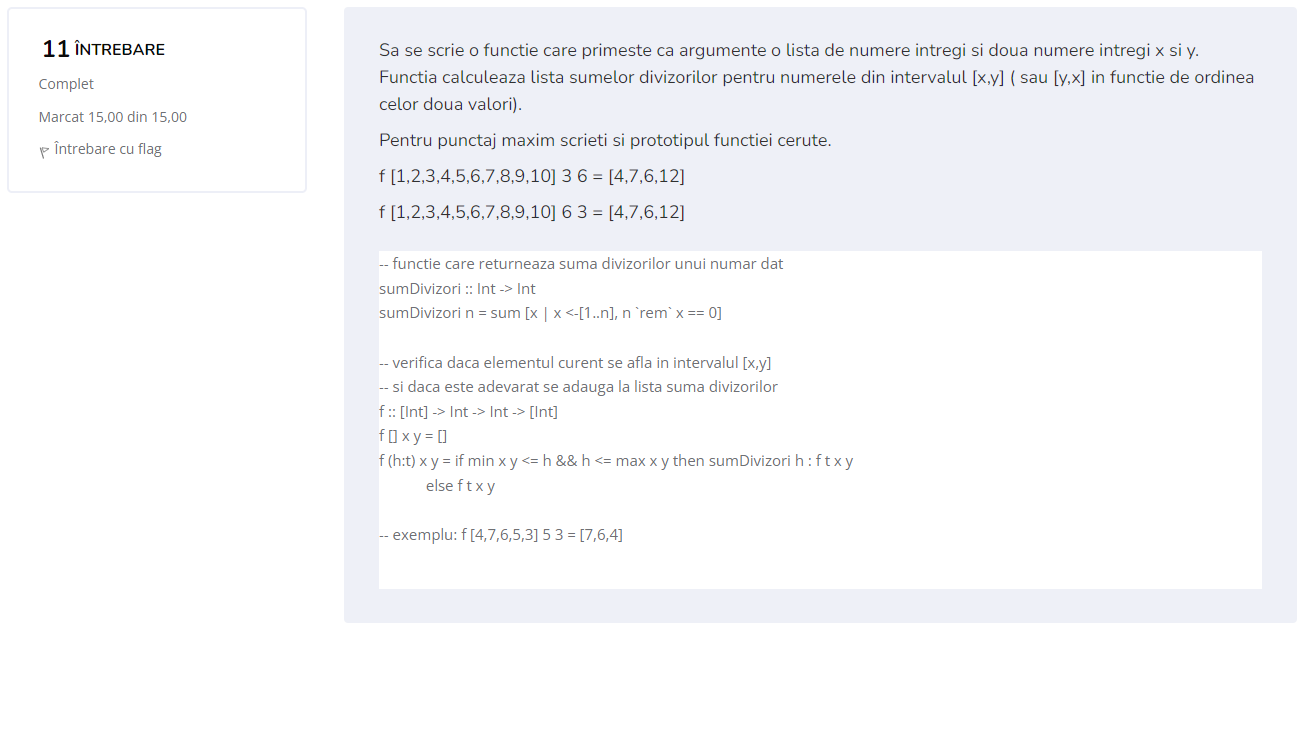 11 ÎNTREBARE
Complet
Marcat 15,00 din 15,00
Întrebare cu flag
Sa se scrie o functie care primeste ca argumente o lista de numere intregi si doua numere intregi x si y.
Functia calculeaza lista sumelor divizorilor pentru numerele din intervalul [x,y] ( sau [y,x] in functie de ordinea
celor doua valori).
Pentru punctaj maxim scrieti si prototipul functiei cerute.
f [1,2,3,4,5,6,7,8,9,10] 3 6 = [4,7,6,12]
f [1,2,3,4,5,6,7,8,9,10] 6 3 = [4,7,6,12]
-- functie care returneaza suma divizorilor unui numar dat
sumDivizori :: Int -> Int
sumDivizori n = sum [x | x <-[1..n], n `rem` x == 0]
-- verifica daca elementul curent se afla in intervalul [x,y]
-- si daca este adevarat se adauga la lista suma divizorilor
f :: [Int] -> Int -> Int -> [Int]
f [] x y = []
f (h:t) x y = if min x y <= h && h <= max x y then sumDivizori h : f t x y
else f t x y
-- exemplu: f [4,7,6,5,3] 5 3 = [7,6,4]